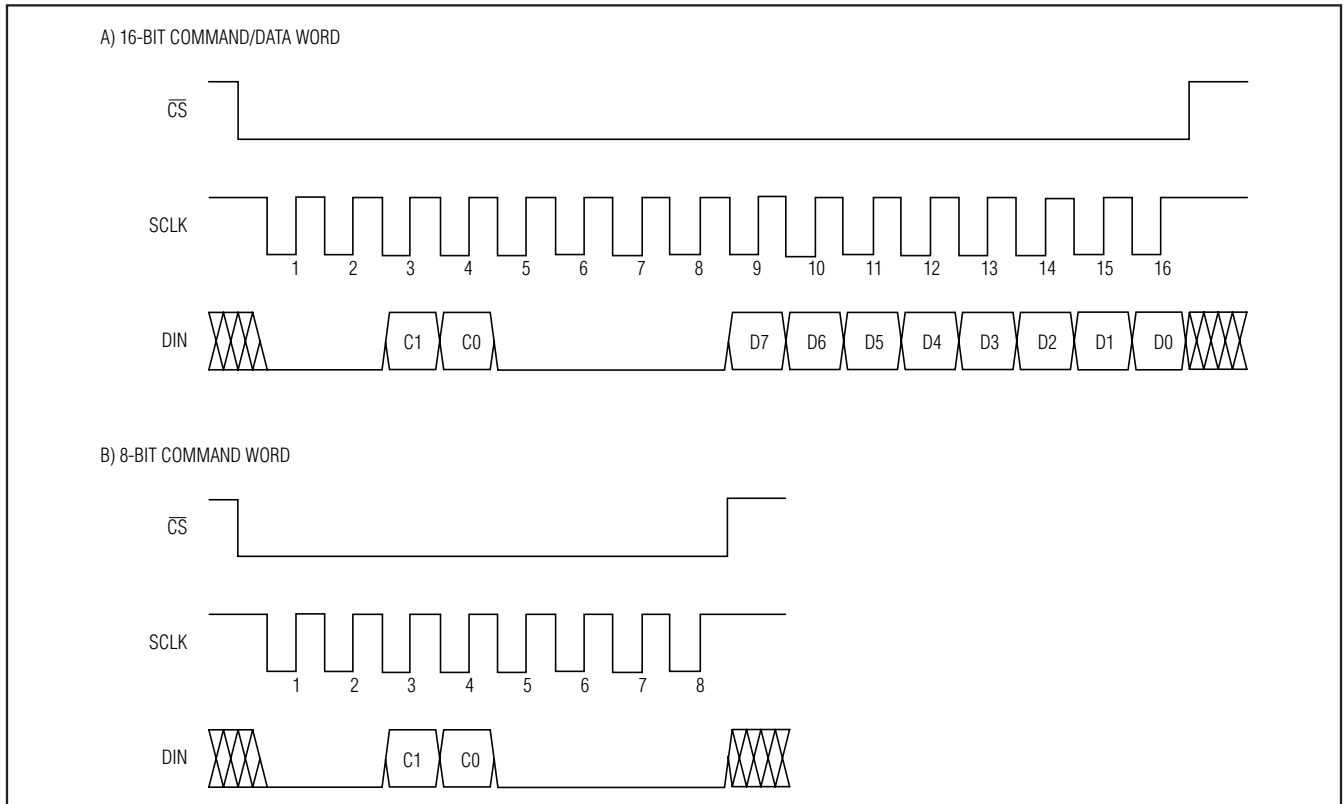 A) 16-BIT COMMAND/DATA WORD
C̅S̅
SCLK
1 2 3 4 5 6 7 8 9 10 11 12 13 14 15 16
DIN
C1 C0 D7 D6 D5 D4 D3 D2 D1 D0
B) 8-BIT COMMAND WORD
C̅S̅
SCLK
1 2 3 4 5 6 7 8
DIN
C1 C0